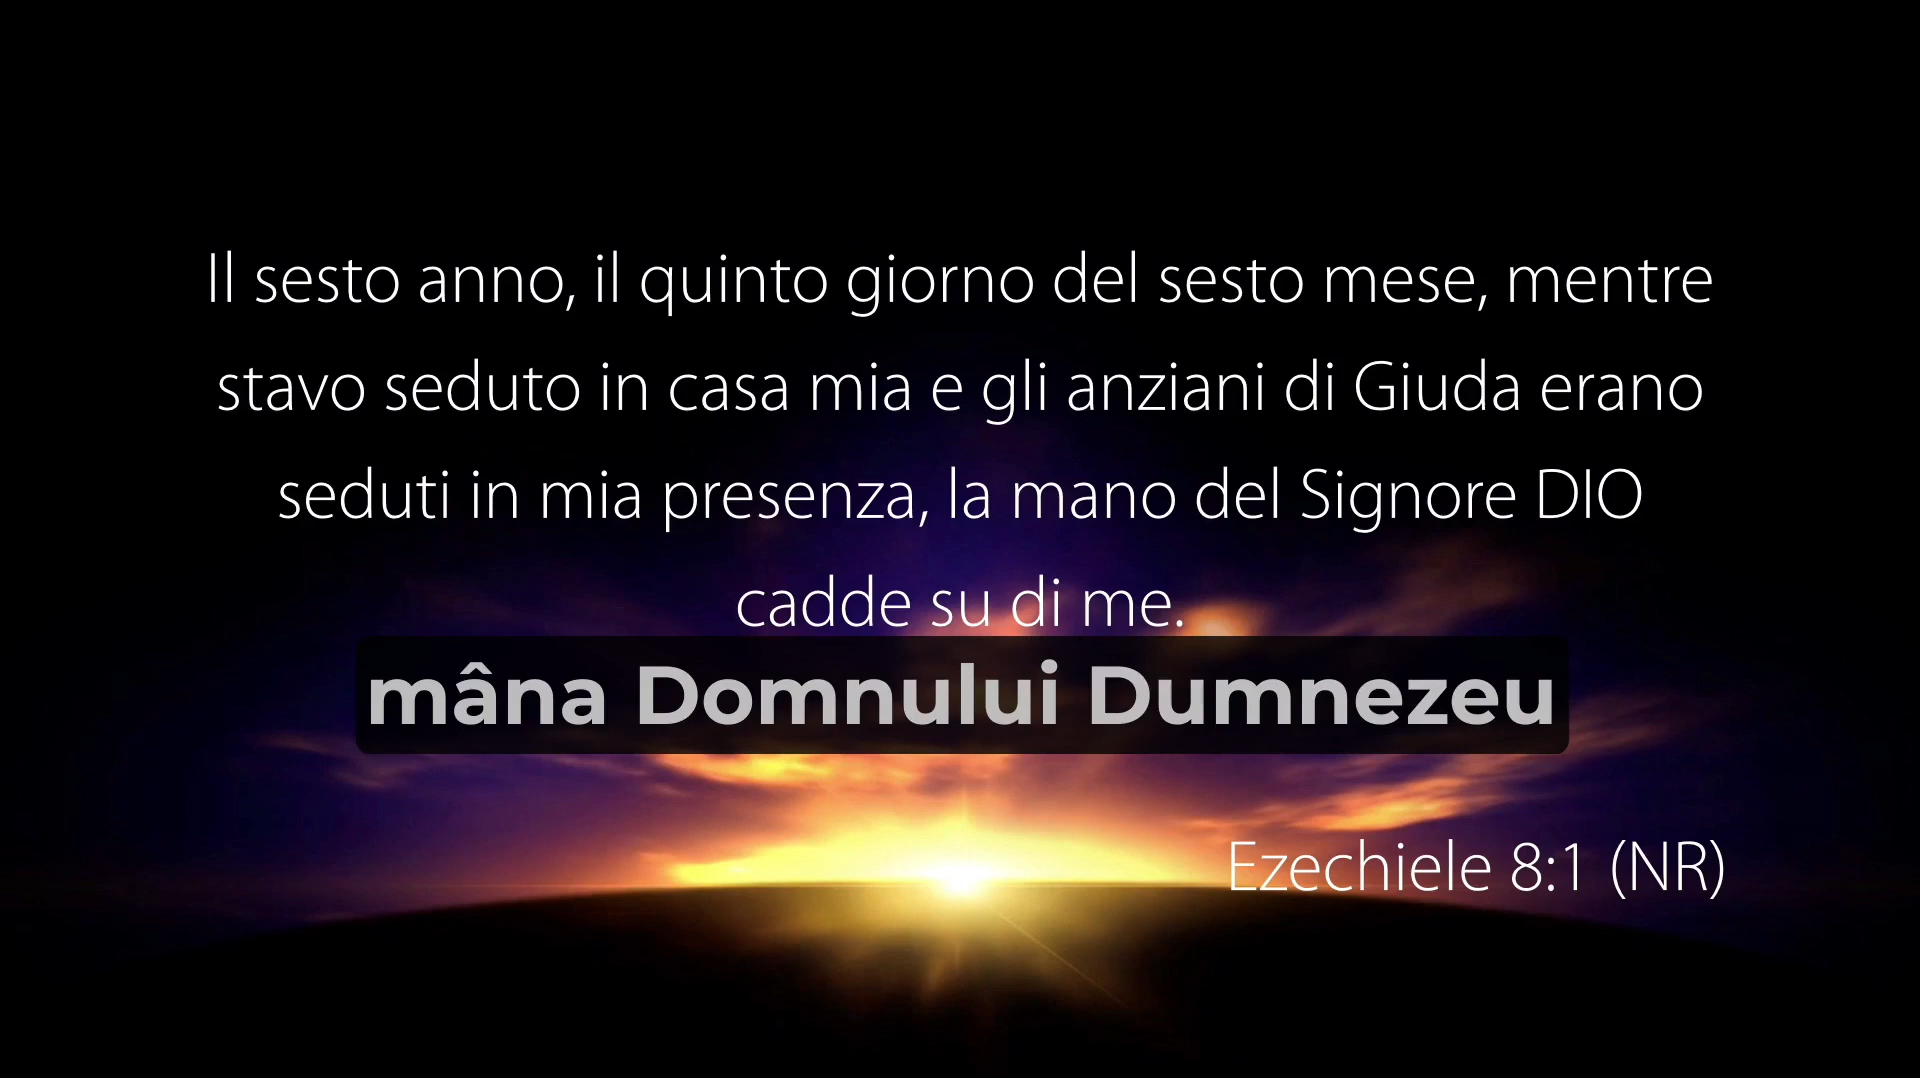 Il sesto anno, il quinto giorno del sesto mese, mentre
stavo seduto in casa mia e gli anziani di Giuda erano
seduti in mia presenza, la mano del Signore DIO
cadde su di me.
mâna Domnului Dumnezeu
Ezechiele 8:1 (NR)